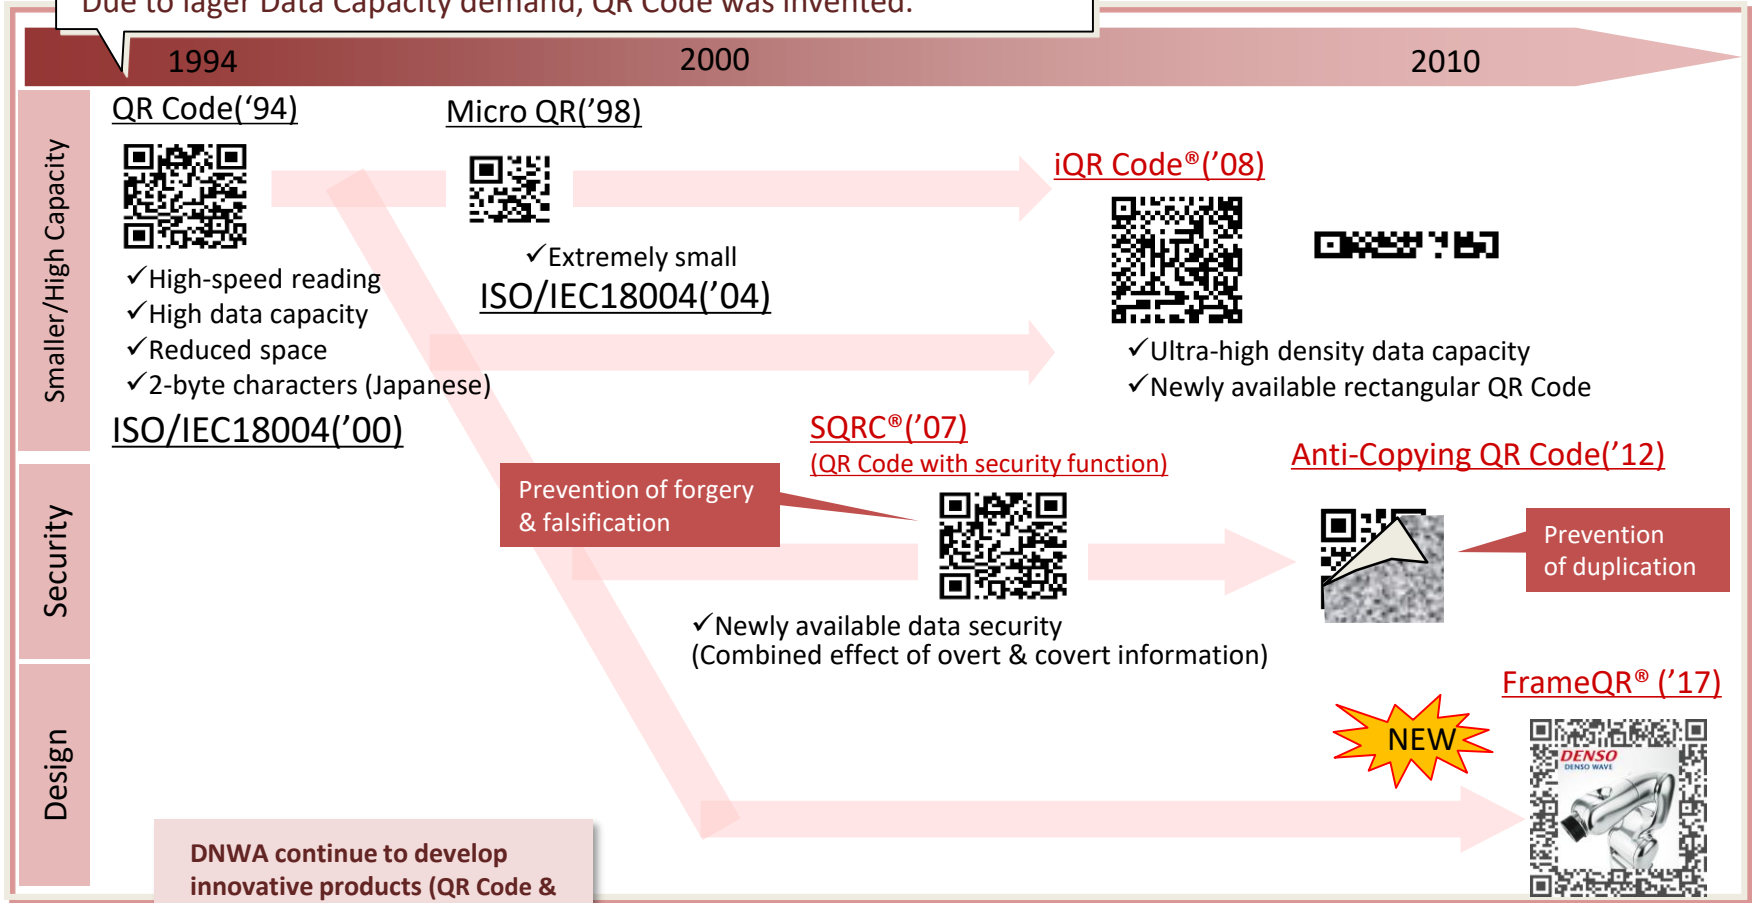 Due to lager Data Capacity demand, QR Code was invented.
1994
2000
2010
Smaller/High Capacity
QR Code(‘94)
Micro QR(’98)
iQR Code®(’08)
✓High-speed reading
✓High data capacity
✓Reduced space
✓2-byte characters (Japanese)
ISO/IEC18004(’00)
✓Extremely small
ISO/IEC18004(’04)
✓Ultra-high density data capacity
✓Newly available rectangular QR Code
Security
SQRC®(’07)
(QR Code with security function)
Prevention of forgery
& falsification
✓Newly available data security
(Combined effect of overt & covert information)
Anti-Copying QR Code(’12)
Prevention
of duplication
Design
FrameQR® (’17)
NEW
DENSO
DENSO WAVE
DNWA continue to develop
innovative products (QR Code &